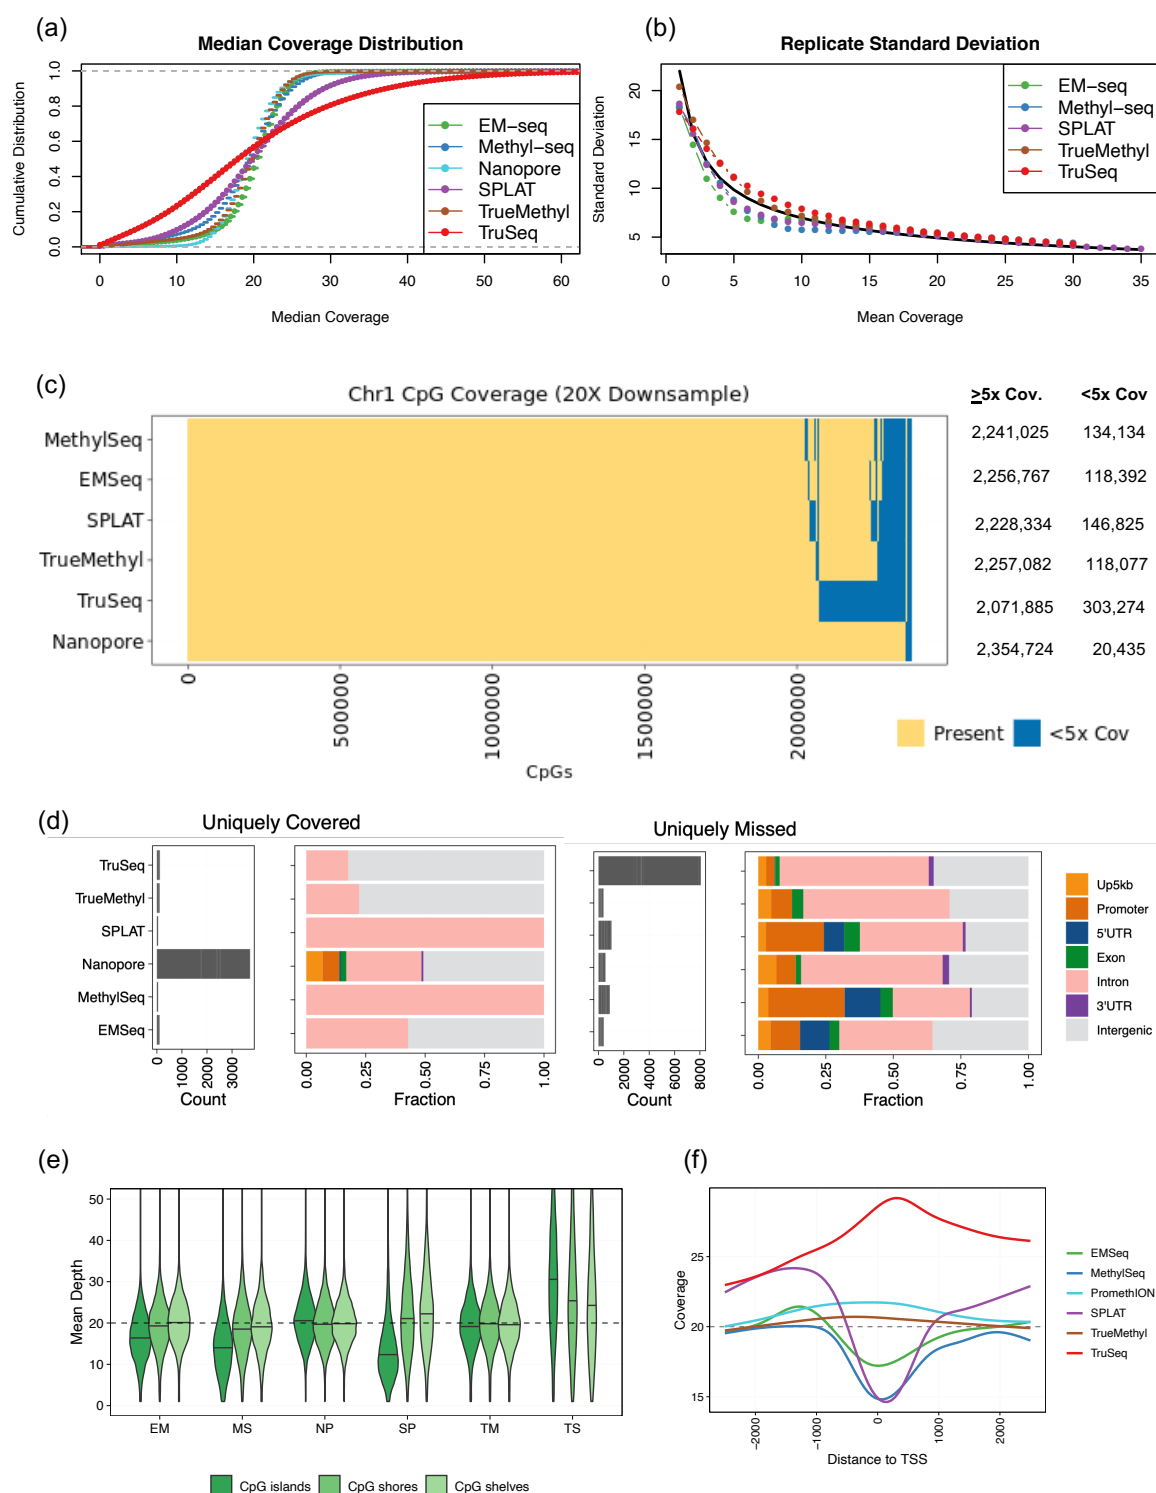 (a)
Median Coverage Distribution
Cumulative Distribution
0.0 0.2 0.4 0.6 0.8 1.0
EM−seq
Methyl−seq
Nanopore
SPLAT
TrueMethyl
TruSeq
0 10 20 30 40 50 60
Median Coverage
(b)
Replicate Standard Deviation
Standard Deviation
5 10 15 20
EM−seq
Methyl−seq
SPLAT
TrueMethyl
TruSeq
0 5 10 15 20 25 30 35
Mean Coverage
(c)
Chr1 CpG Coverage (20X Downsample)
≥5x Cov. <5x Cov
MethylSeq 2,241,025 134,134
EMSeq 2,256,767 118,392
SPLAT 2,228,334 146,825
TrueMethyl 2,257,082 118,077
TruSeq 2,071,885 303,274
Nanopore 2,354,724 20,435
0 500000 1000000 1500000 2000000
CpGs
Present <5x Cov
(d)
Uniquely Covered
TruSeq
TrueMethyl
SPLAT
Nanopore
MethylSeq
EMSeq
0 1000 2000 3000
Count
0.00 0.25 0.50 0.75 1.00
Fraction
Uniquely Missed
0 2000 4000 6000 8000
Count
0.00 0.25 0.50 0.75 1.00
Fraction
Up5kb
Promoter
5'UTR
Exon
Intron
3'UTR
Intergenic
(e)
Mean Depth
50
40
30
20
10
0
EM MS NP SP TM TS
CpG islands CpG shores CpG shelves
(f)
Coverage
25
20
15
−2000 −1000 0 1000 2000
Distance to TSS
EMSeq
MethylSeq
PromethION
SPLAT
TrueMethyl
TruSeq